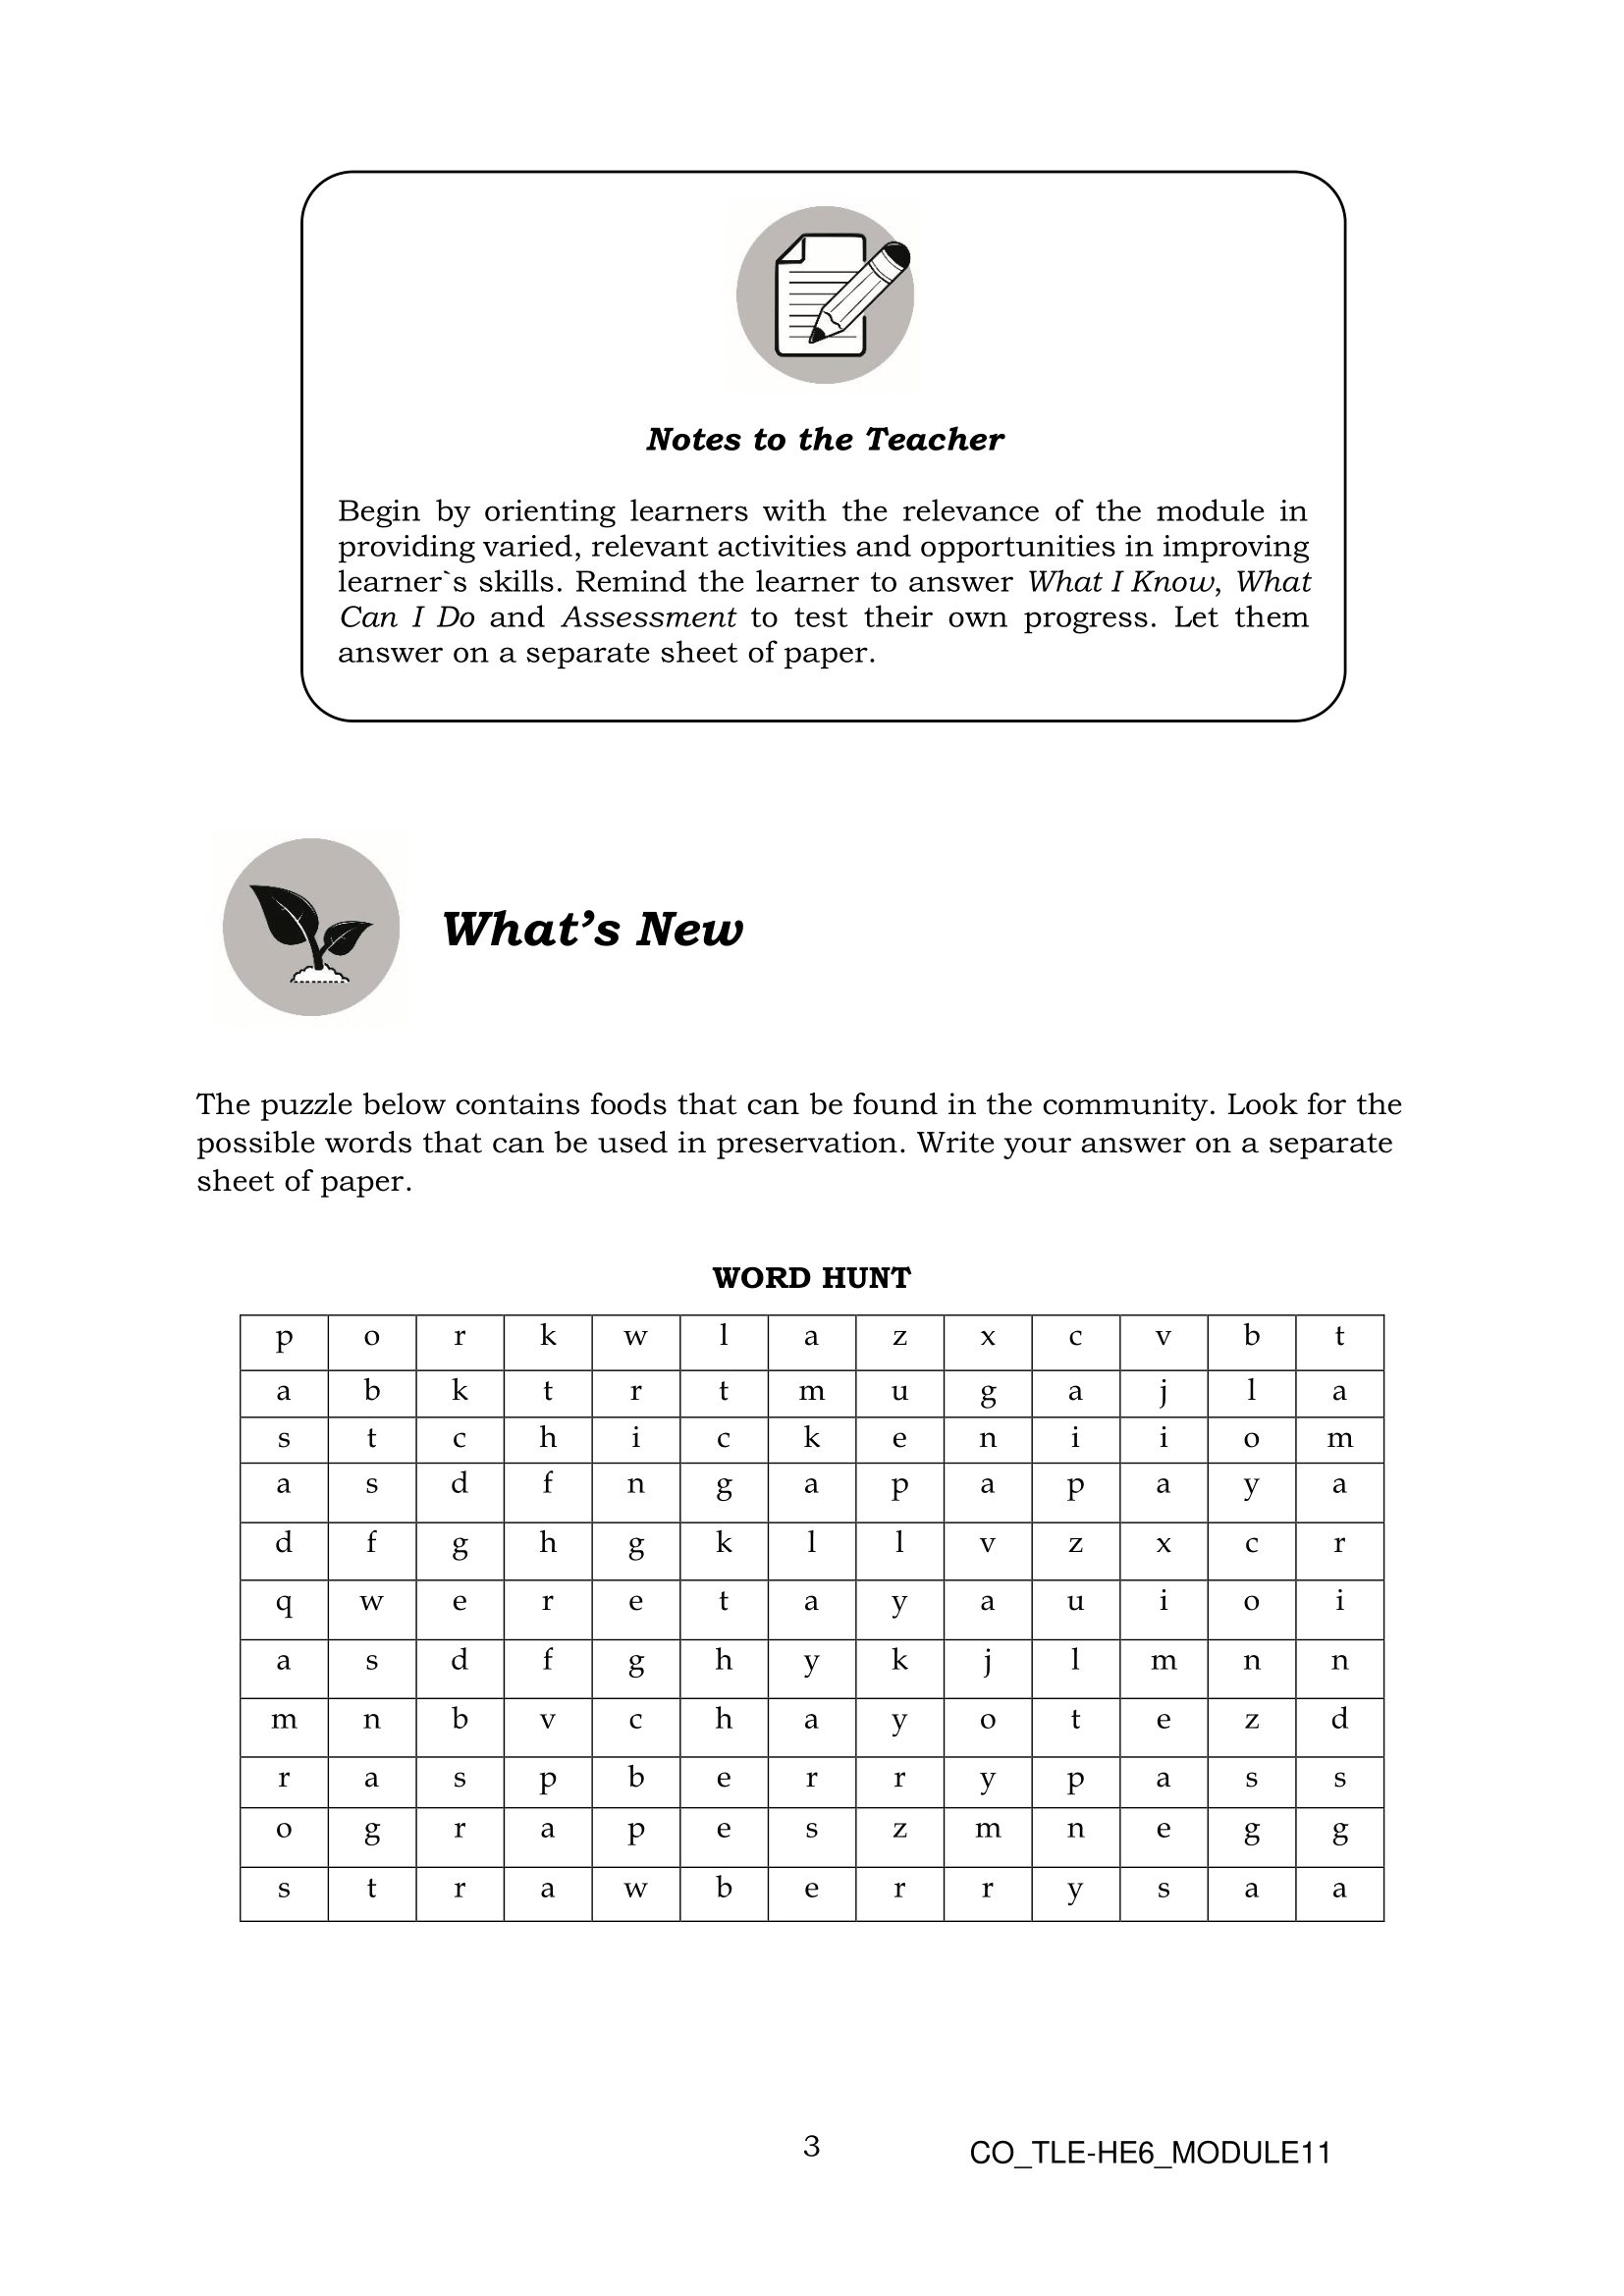 Notes to the Teacher
Begin by orienting learners with the relevance of the module in
providing varied, relevant activities and opportunities in improving
learner`s skills. Remind the learner to answer What I Know, What
Can I Do and Assessment to test their own progress. Let them
answer on a separate sheet of paper.
What’s New
The puzzle below contains foods that can be found in the community. Look for the
possible words that can be used in preservation. Write your answer on a separate
sheet of paper.
WORD HUNT
p o r k w l a z x c v b t
a b k t r t m u g a j l a
s t c h i c k e n i i o m
a s d f n g a p a p a y a
d f g h g k l l v z x c r
q w e r e t a y a u i o i
a s d f g h y k j l m n n
m n b v c h a y o t e z d
r a s p b e r r y p a s s
o g r a p e s z m n e g g
s t r a w b e r r y s a a
3 CO_TLE-HE6_MODULE11